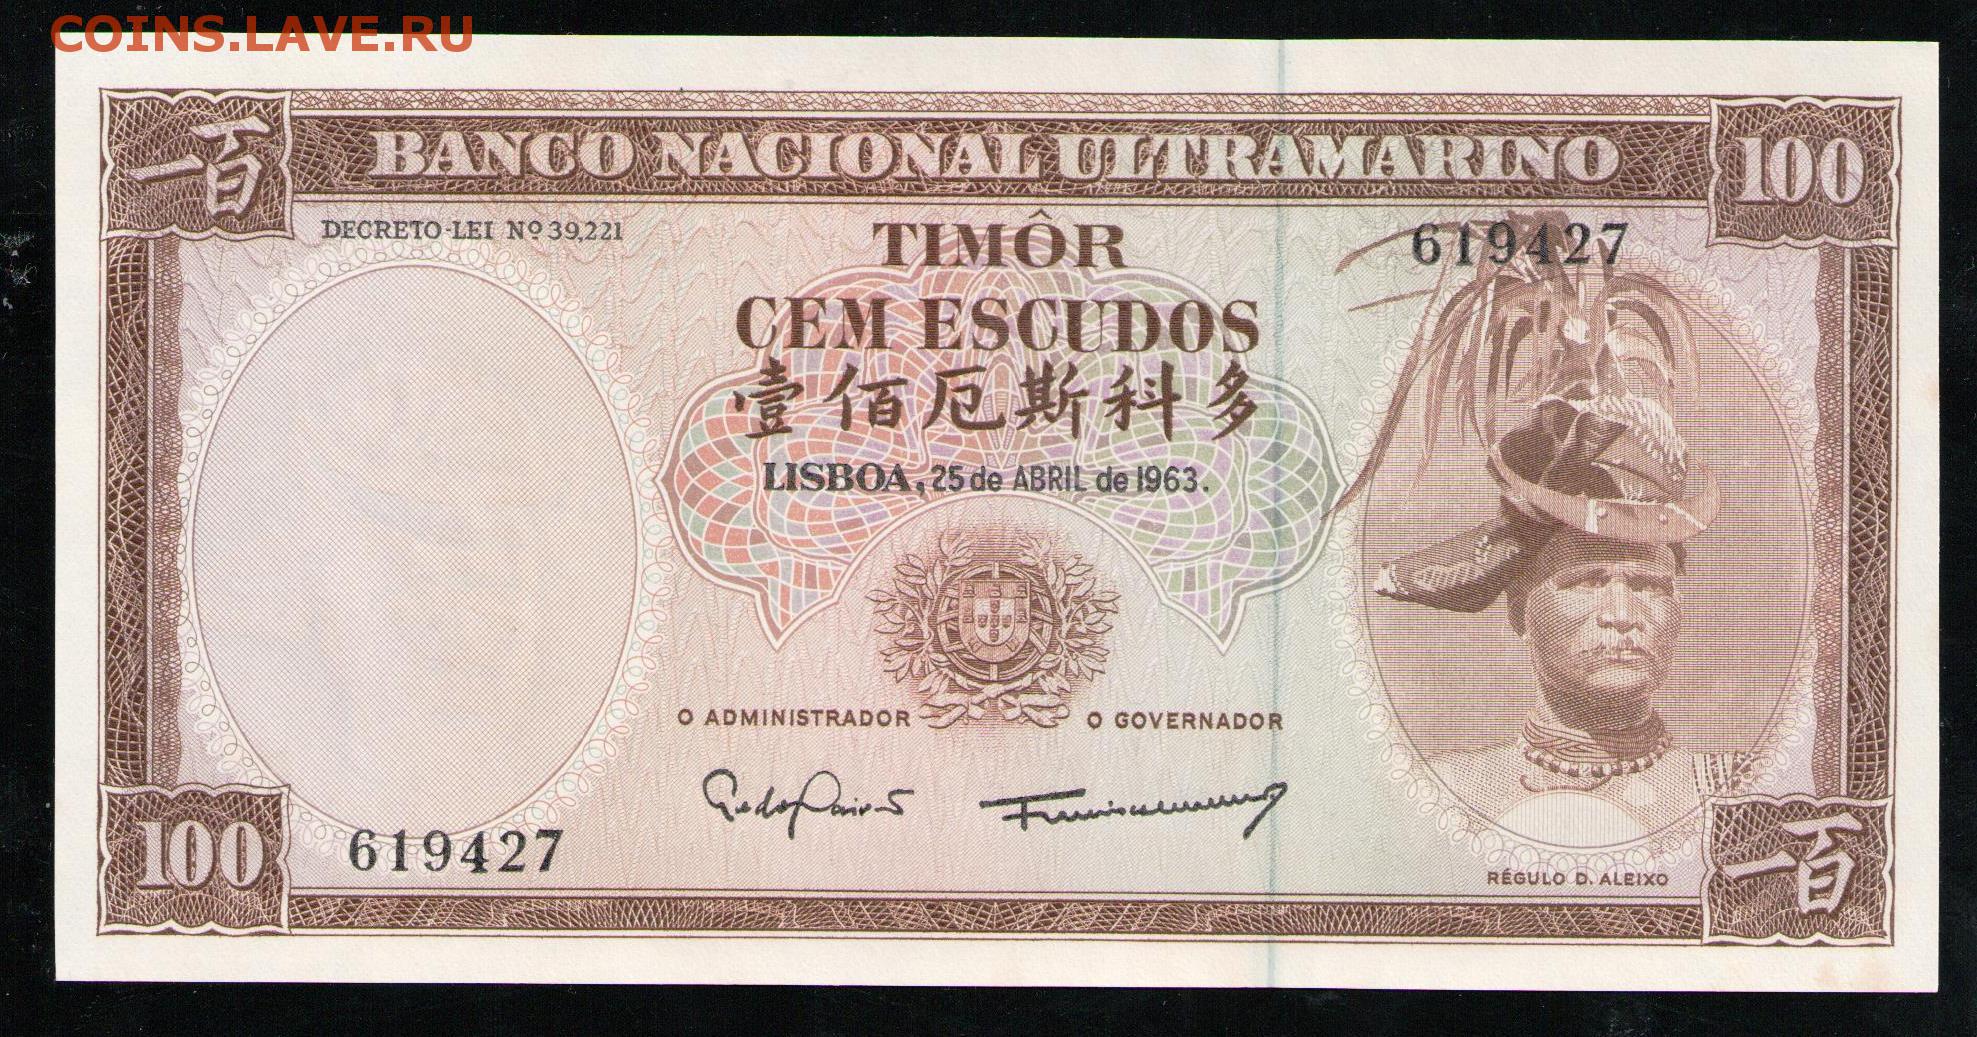 COINS.LAVE.RU
一百
BANCO NACIONAL ULTRAMARINO
100
DECRETO-LEI Nº 39,221
TIMÔR
619427
CEM ESCUDOS
壹佰厄斯科多
LISBOA, 25 de ABRIL de 1963.
O ADMINISTRADOR
O GOVERNADOR
100
619427
RÉGULO D. ALEIXO
一百